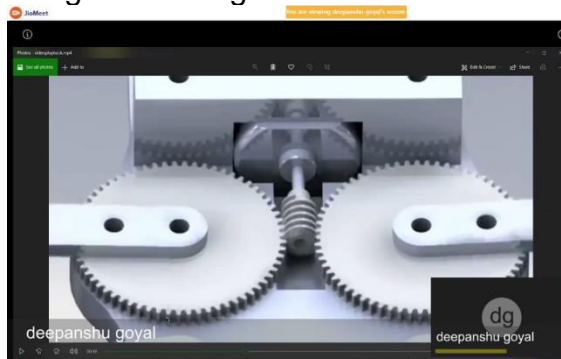 JioMeet
You are viewing deepanshu goyal's screen
Photos - videoplayback.mp4
See all photos
Add to
Edit & Create
Share
dg
deepanshu goyal
deepanshu goyal